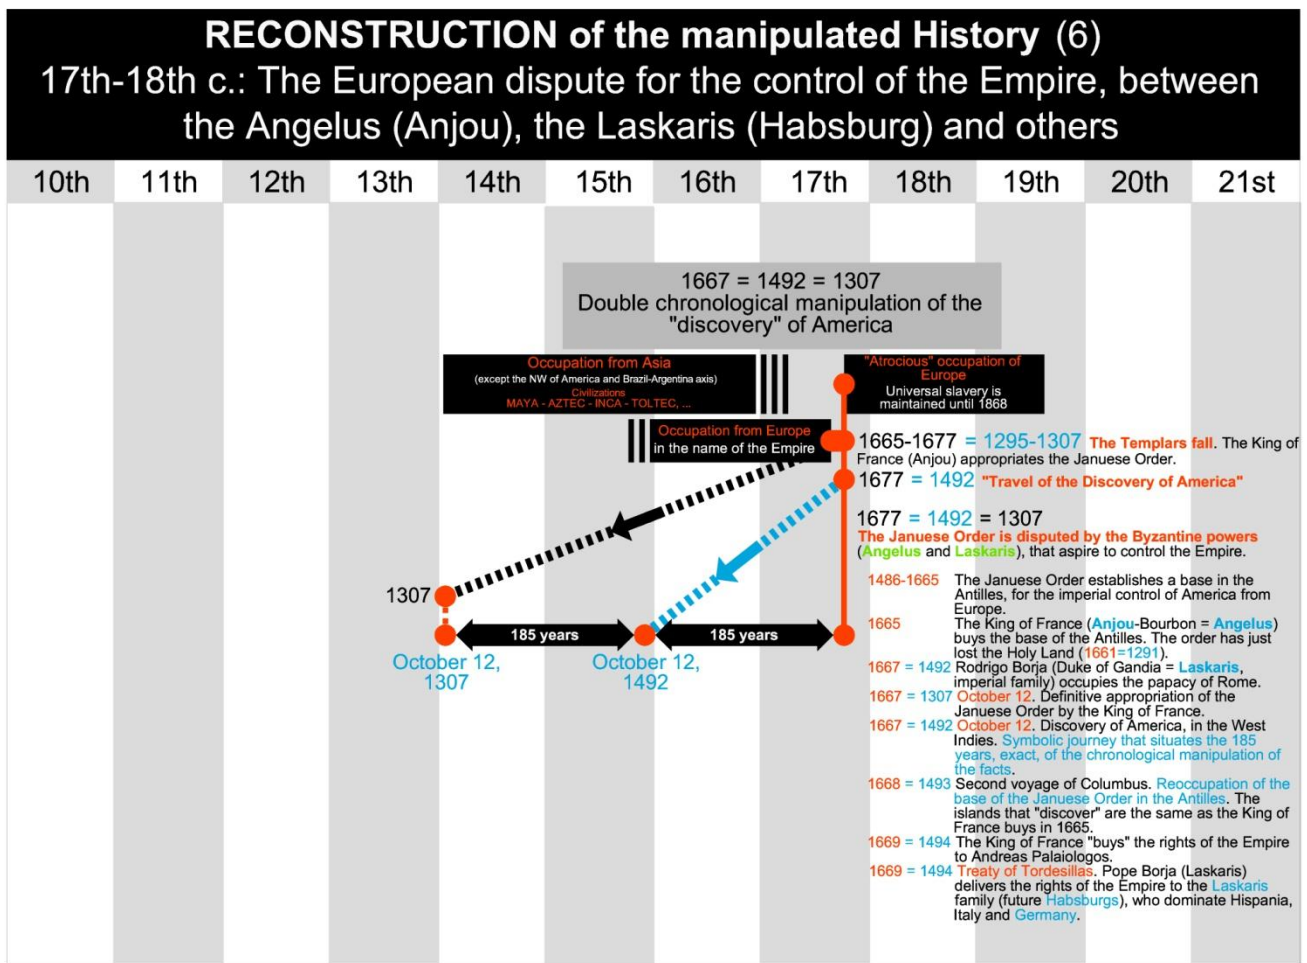 RECONSTRUCTION of the manipulated History (6)
17th-18th c.: The European dispute for the control of the Empire, between
the Angelus (Anjou), the Laskaris (Habsburg) and others
10th 11th 12th 13th 14th 15th 16th 17th 18th 19th 20th 21st
1667 = 1492 = 1307
Double chronological manipulation of the
"discovery" of America
Occupation from Asia
(except the NW of America and Brazil-Argentina axis)
Civilizations
MAYA - AZTEC - INCA - TOLTEC, ...
"Atrocious" occupation of
Europe
Universal slavery is
maintained until 1868
Occupation from Europe
in the name of the Empire
1665-1677 = 1295-1307 The Templars fall. The King of
France (Anjou) appropriates the Januese Order.
1677 = 1492 "Travel of the Discovery of America"
1677 = 1492 = 1307
The Januese Order is disputed by the Byzantine powers
(Angelus and Laskaris), that aspire to control the Empire.
1307
185 years
185 years
October 12,
1307
October 12,
1492
1486-1665 The Januese Order establishes a base in the
Antilles, for the imperial control of America from
Europe.
1665 The King of France (Anjou-Bourbon = Angelus)
buys the base of the Antilles. The order has just
lost the Holy Land (1661=1291).
1667 = 1492 Rodrigo Borja (Duke of Gandia = Laskaris,
imperial family) occupies the papacy of Rome.
1667 = 1307 October 12. Definitive appropriation of the
Januese Order by the King of France.
1667 = 1492 October 12. Discovery of America, in the West
Indies. Symbolic journey that situates the 185
years, exact, of the chronological manipulation of
the facts.
1668 = 1493 Second voyage of Columbus. Reoccupation of the
base of the Januese Order in the Antilles. The
islands that "discover" are the same as the King of
France buys in 1665.
1669 = 1494 The King of France "buys" the rights of the Empire
to Andreas Palaiologos.
1669 = 1494 Treaty of Tordesillas. Pope Borja (Laskaris)
delivers the rights of the Empire to the Laskaris
family (future Habsburgs), who dominate Hispania,
Italy and Germany.